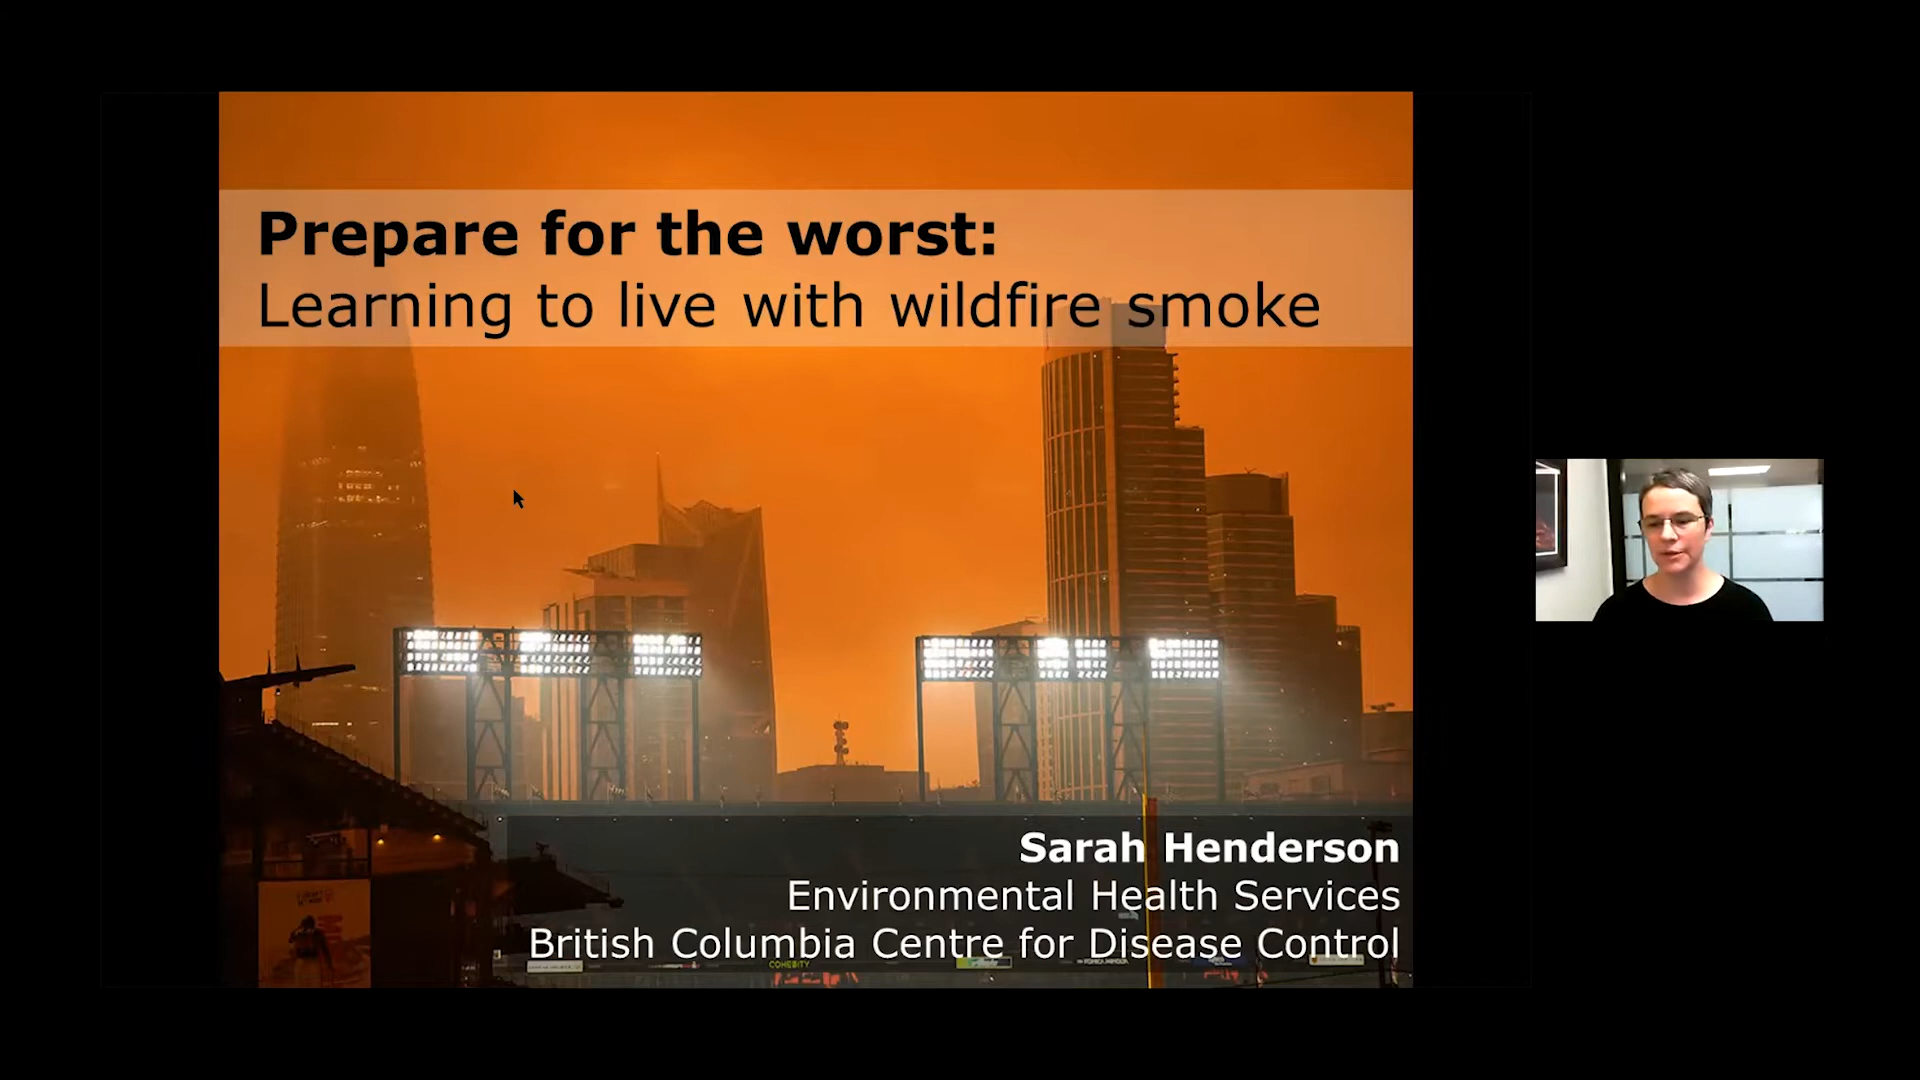 Prepare for the worst:
Learning to live with wildfire smoke
Sarah Henderson
Environmental Health Services
British Columbia Centre for Disease Control
COHESITY